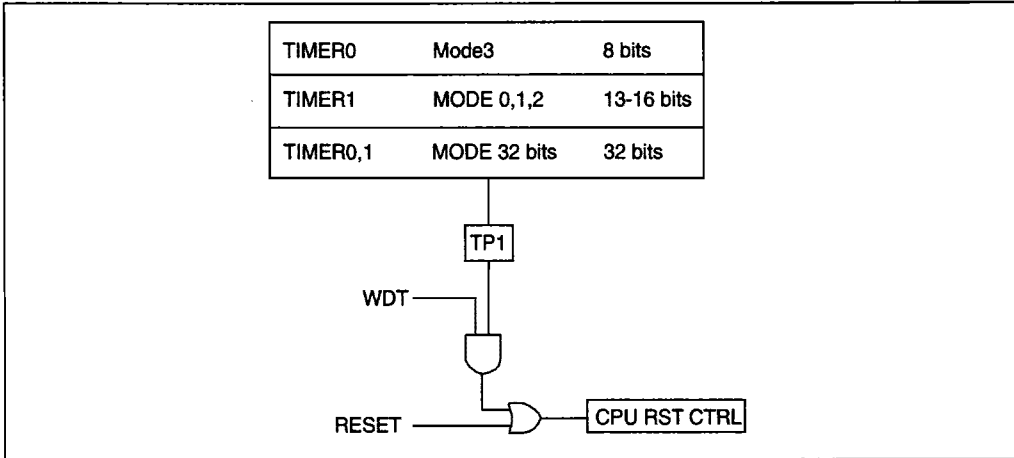 TIMER0 Mode3 8 bits
TIMER1 MODE 0,1,2 13-16 bits
TIMER0,1 MODE 32 bits 32 bits
TP1
WDT
RESET
CPU RST CTRL